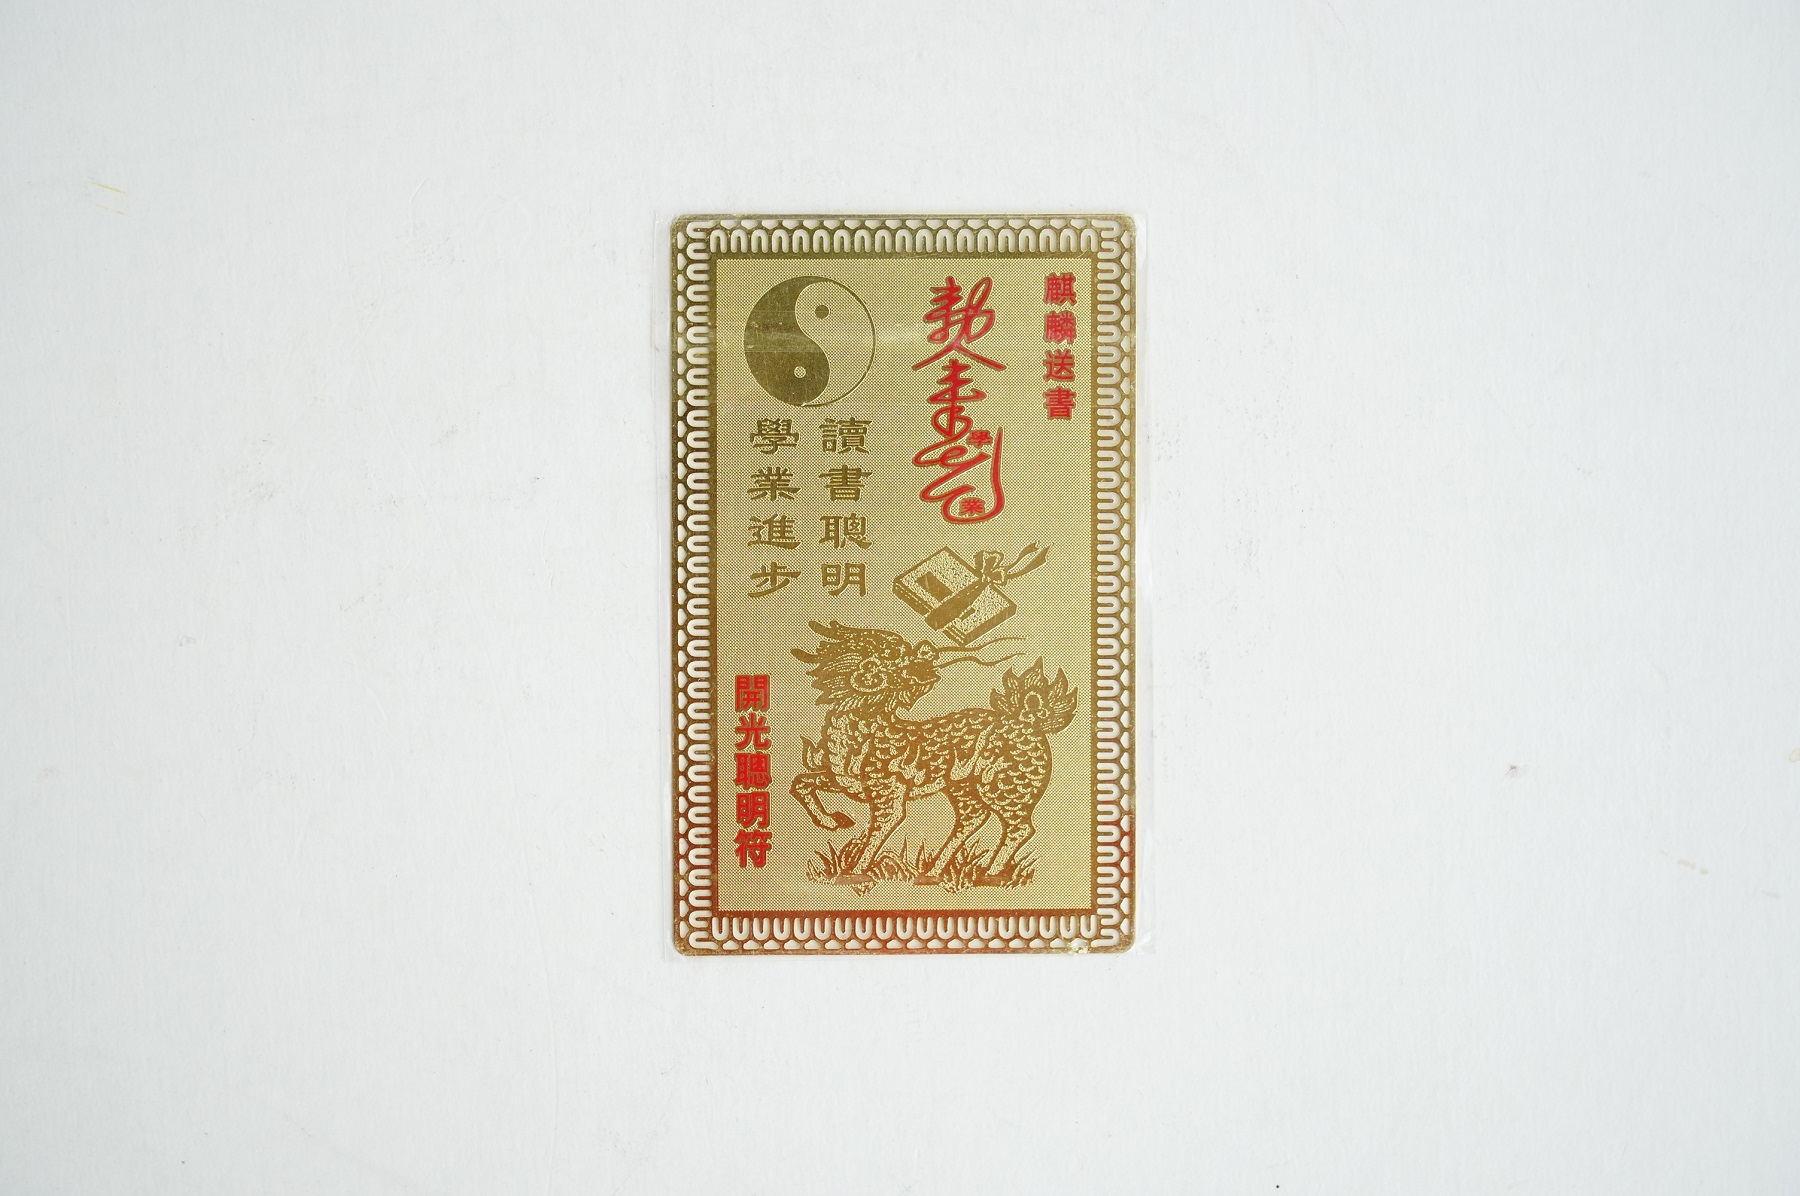 麒麟送書
學
業
讀書聰明
學業進步
開光聰明符